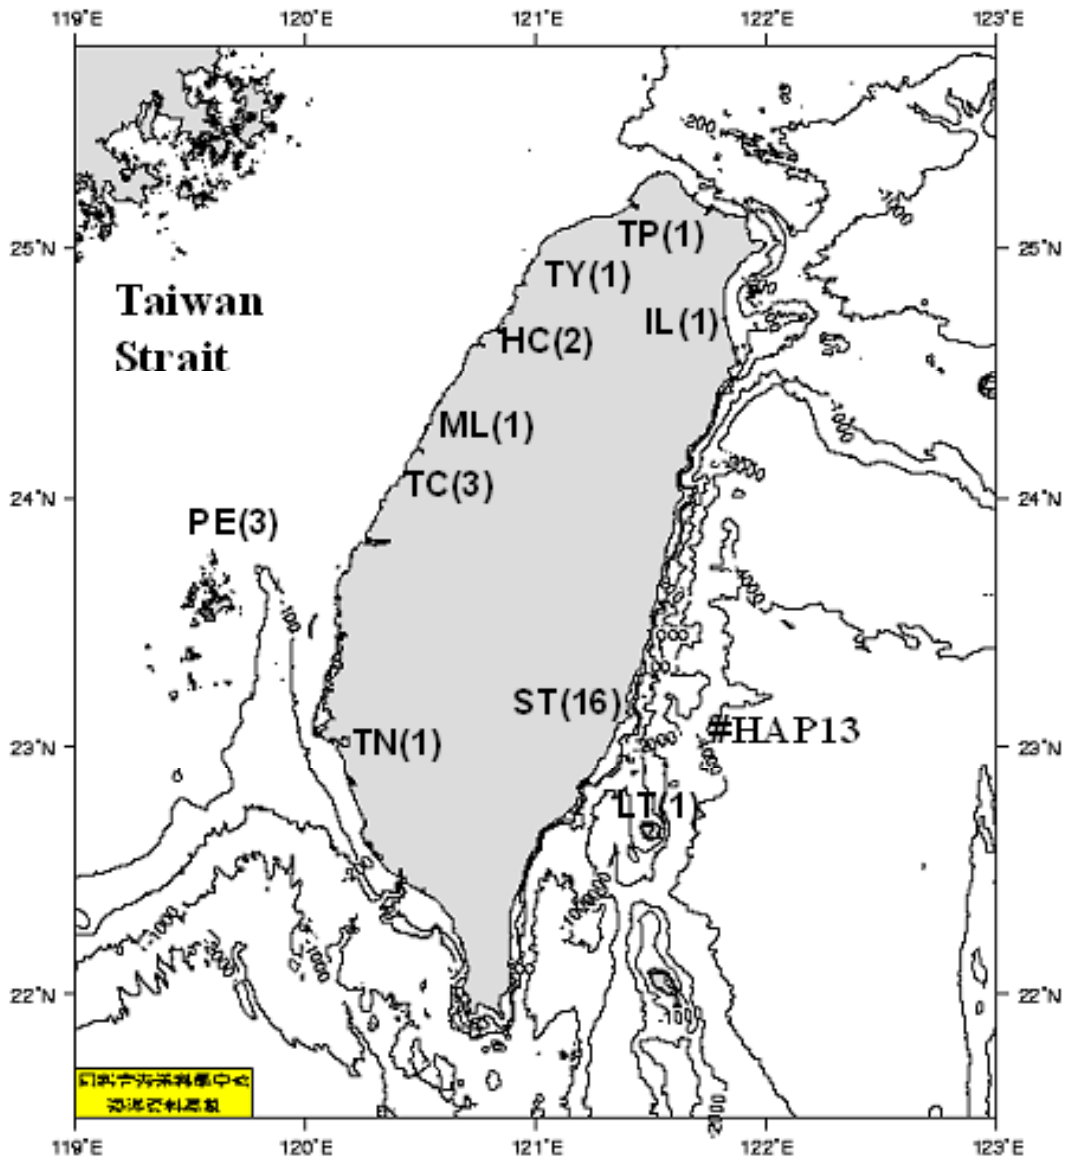 119°E 120°E 121°E 122°E 123°E
-200
TP(1)
25°N 25°N
TY(1)
Taiwan
Strait
IL(1)
HC(2)
-1000
ML(1)
TC(3)
24°N 24°N
PE(3)
-100
ST(16)
#HAP13
23°N TN(1) 23°N
LT(1)
-1000
-1000
22°N 22°N
-100
-2000
119°E 120°E 121°E 122°E 123°E